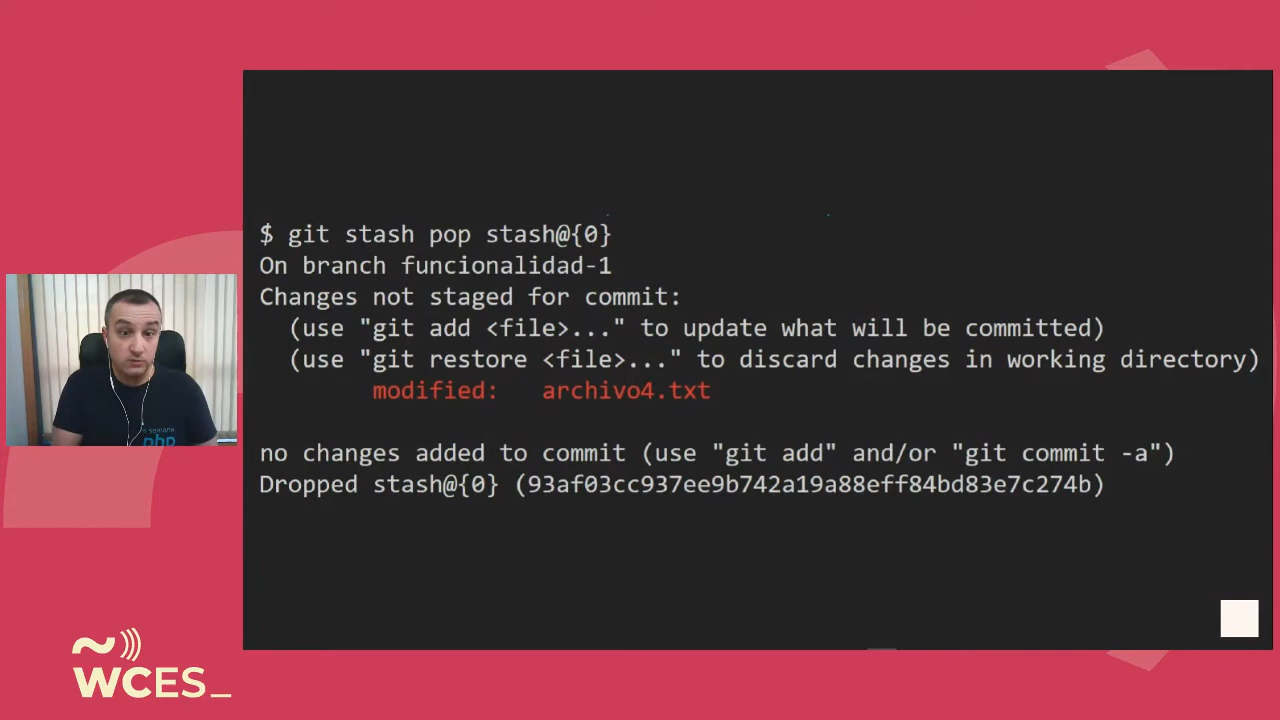 $ git stash pop stash@{0}
On branch funcionalidad-1
Changes not staged for commit:
(use "git add <file>..." to update what will be committed)
(use "git restore <file>..." to discard changes in working directory)
modified: archivo4.txt
no changes added to commit (use "git add" and/or "git commit -a")
Dropped stash@{0} (93af03cc937ee9b742a19a88eff84bd83e7c274b)
php
WCES_